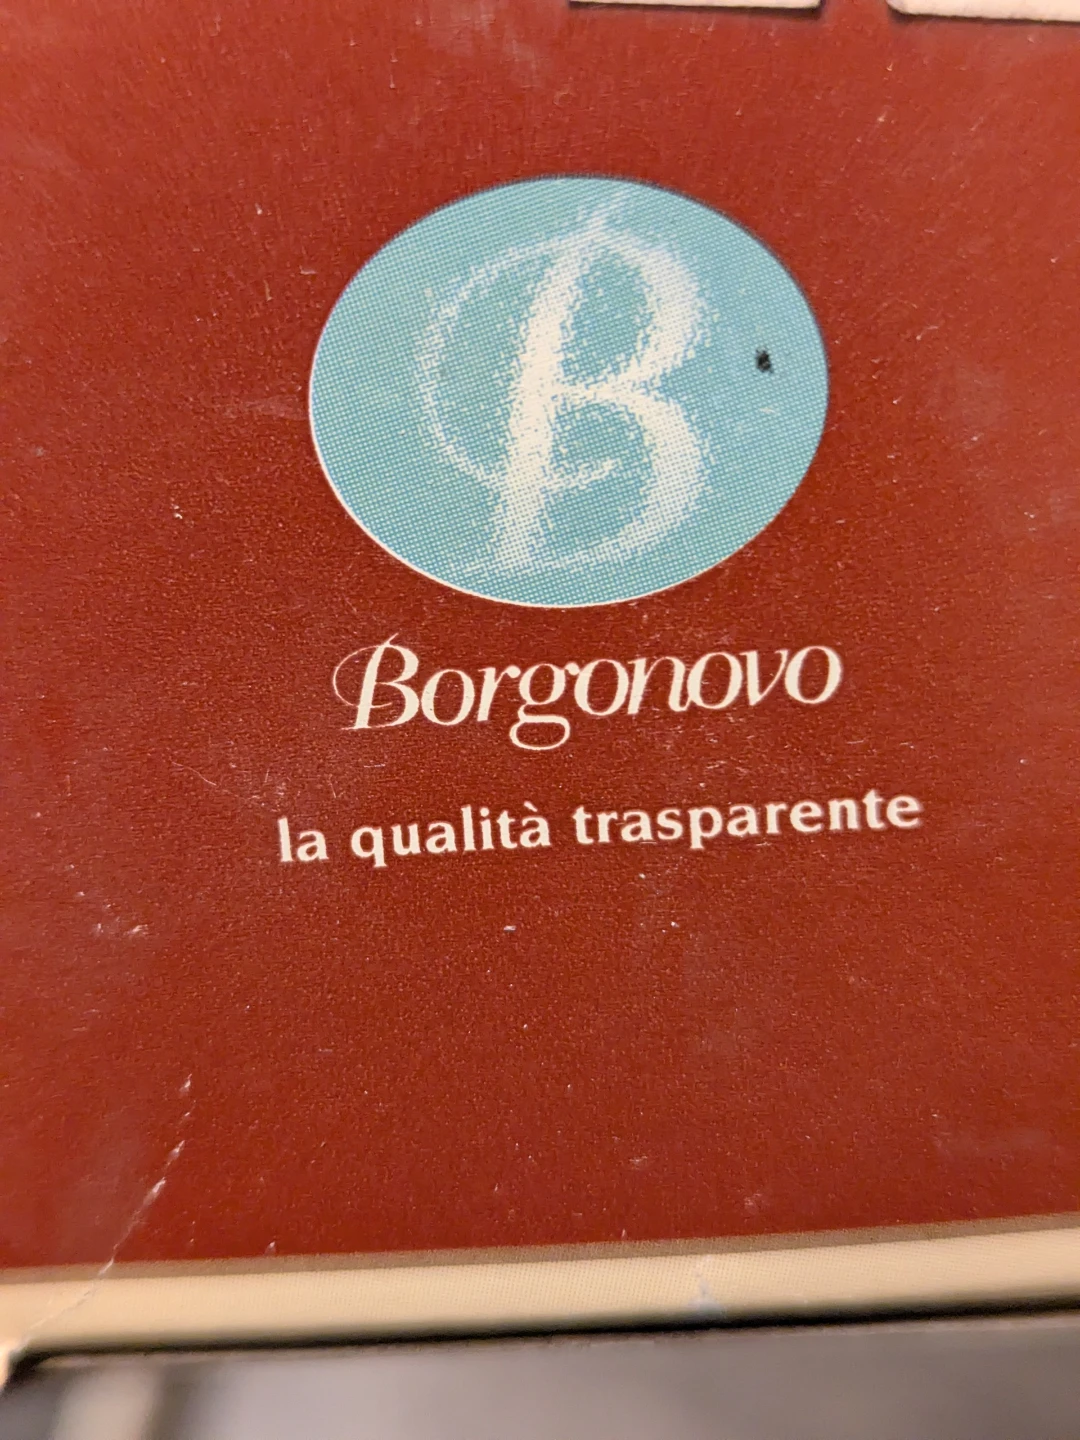 B
Borgonovo
la qualità trasparente